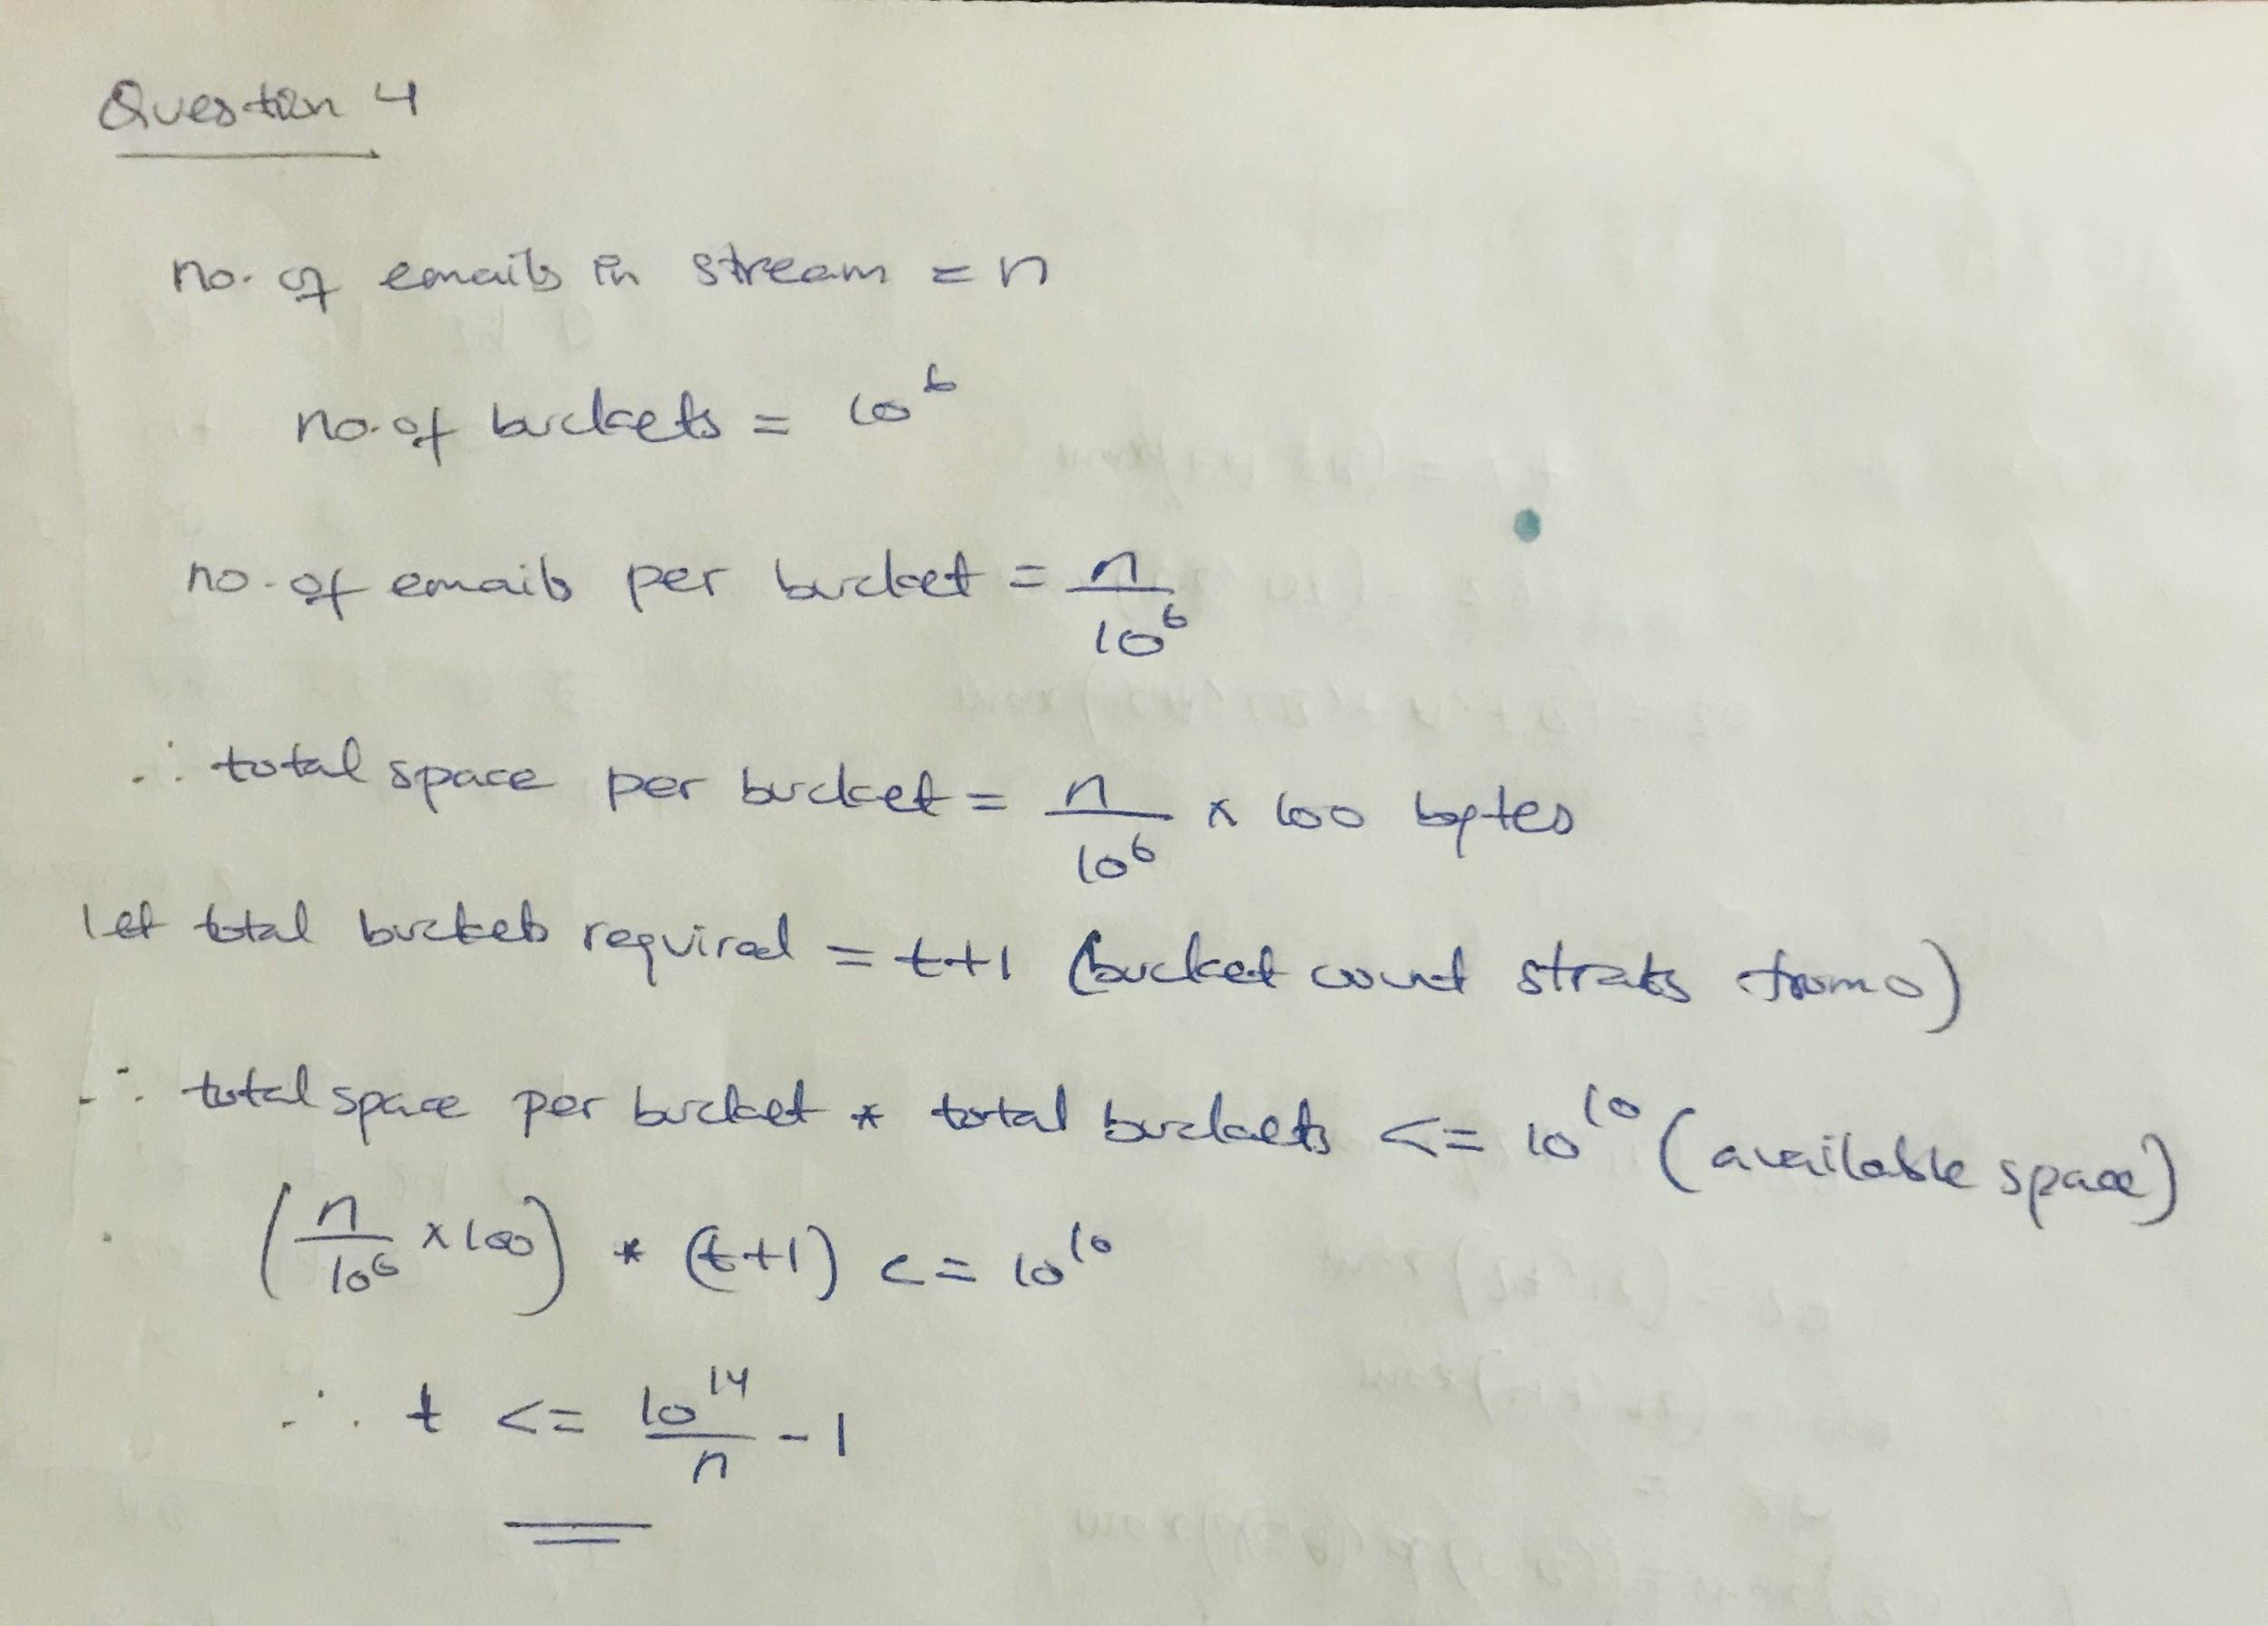 Question 4
no. of emails in stream = n
no. of buckets = 10^6
no. of emails per bucket = n/10^6
∴ total space per bucket = n/10^6 × 100 bytes
let total buckets required = t+1 (bucket count strats from 0)
∴ total space per bucket * total buckets <= 10^10 (available space)
(n/10^6 × 100) * (t+1) <= 10^10
∴ t <= 10^14/n - 1